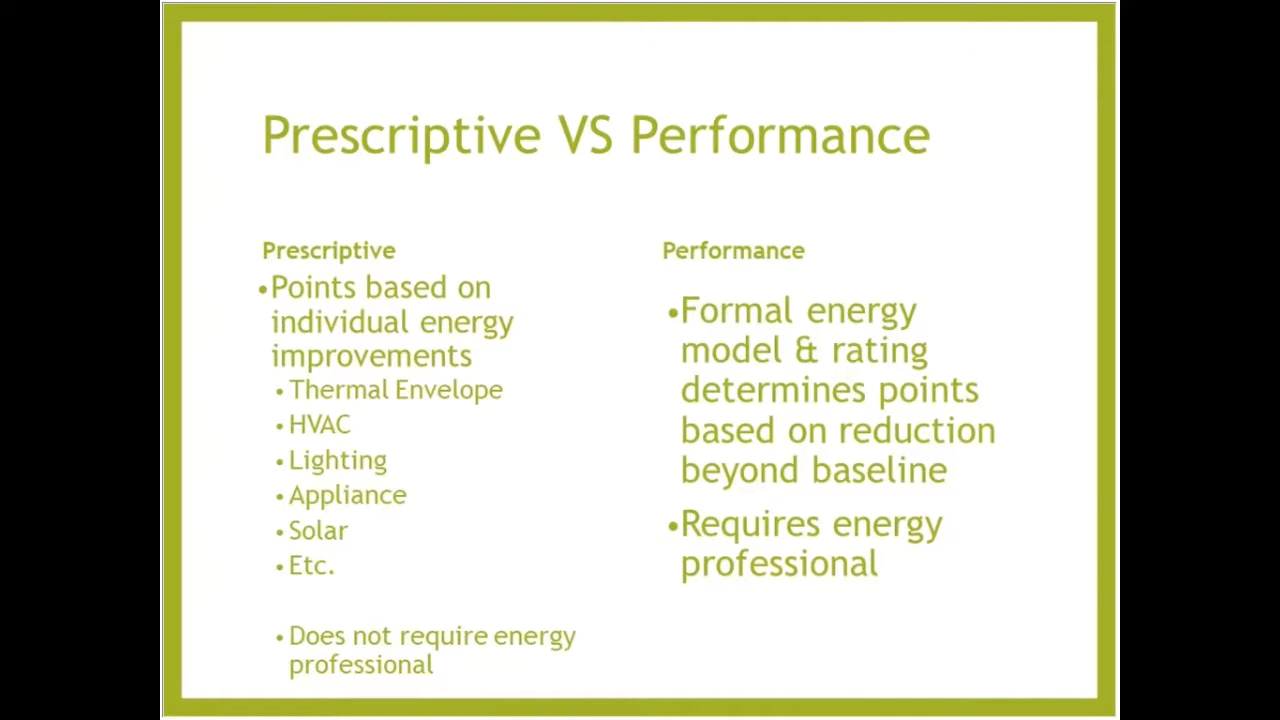 Prescriptive VS Performance
Prescriptive
•Points based on
individual energy
improvements
•Thermal Envelope
•HVAC
•Lighting
•Appliance
•Solar
•Etc.
•Does not require energy
professional
Performance
•Formal energy
model & rating
determines points
based on reduction
beyond baseline
•Requires energy
professional